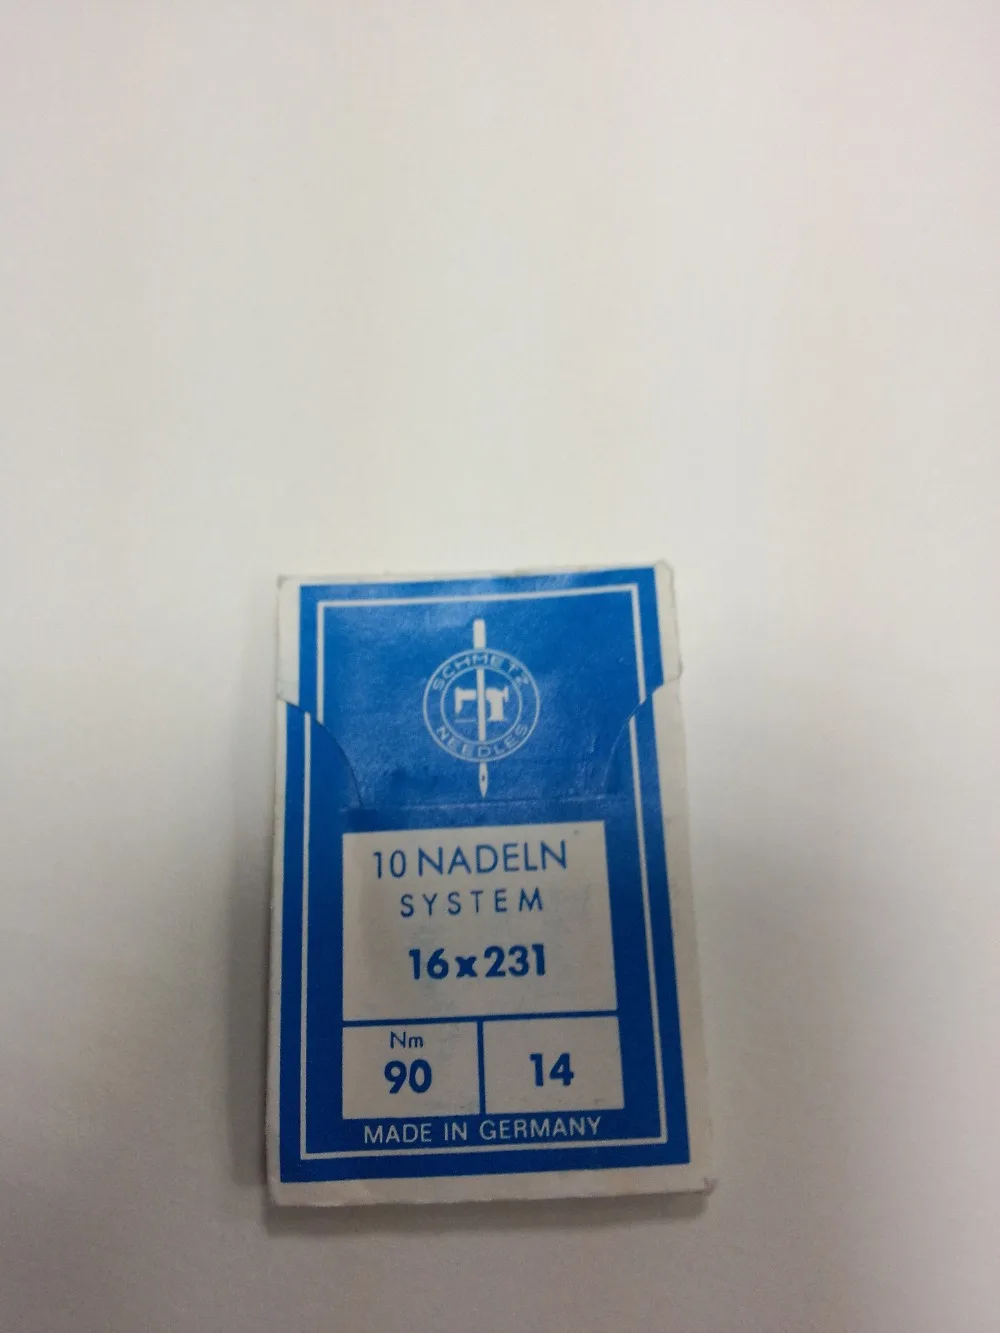 SCHMETZ
NEEDLES
10 NADELN
SYSTEM
16x231
Nm
90
14
MADE IN GERMANY